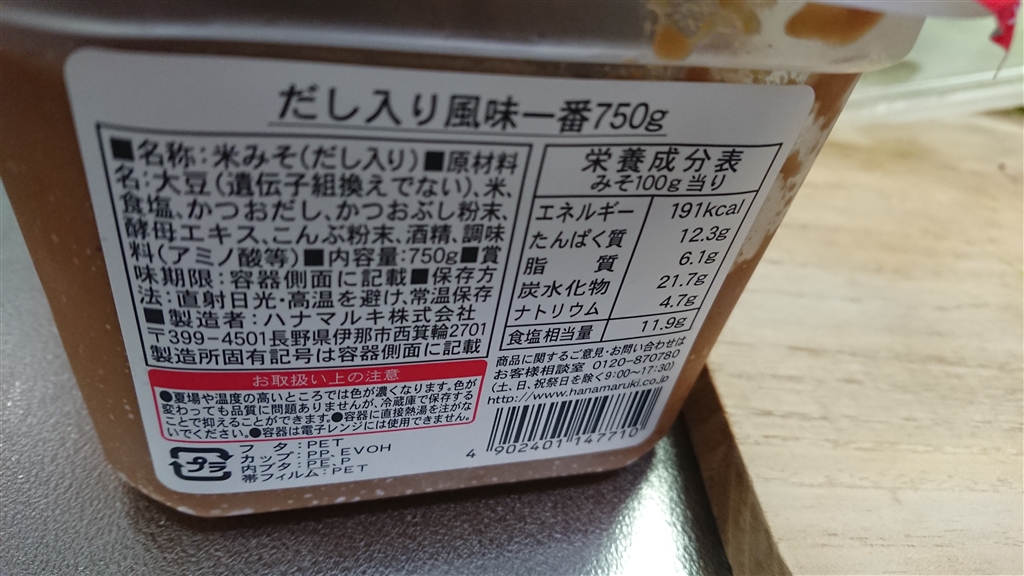 だし入り風味一番750g
■名称:米みそ(だし入り)■原材料
名:大豆(遺伝子組換えでない)、米、
食塩、かつおだし、かつおぶし粉末、
酵母エキス、こんぶ粉末、酒精、調味
料(アミノ酸等)■内容量:750g■賞
味期限:容器側面に記載■保存方
法:直射日光・高温を避け、常温保存
■製造者:ハナマルキ株式会社
〒399-4501長野県伊那市西箕輪2701
製造所固有記号は容器側面に記載
お取扱い上の注意
●夏場や温度の高いところでは色が濃くなります。色が
変わっても品質に問題ありませんが、冷蔵庫で保存する
ことで抑えることができます。●容器に直接熱湯を注がな
いでください。●容器は電子レンジには使用できません。
プラ
フタ:PET
カップ:PP、EVOH
内ブタ:PE、P
帯フィルム:PET
栄養成分表
みそ100g当り
エネルギー 191kcal
たんぱく質 12.3g
脂質 6.1g
炭水化物 21.7g
ナトリウム 4.7g
食塩相当量 11.9g
商品に関するご意見・お問い合わせは
お客様相談室 0120-870780
(土、日、祝祭日を除く9:00〜17:30)
http://www.hanamaruki.co.jp
4 902401 147710